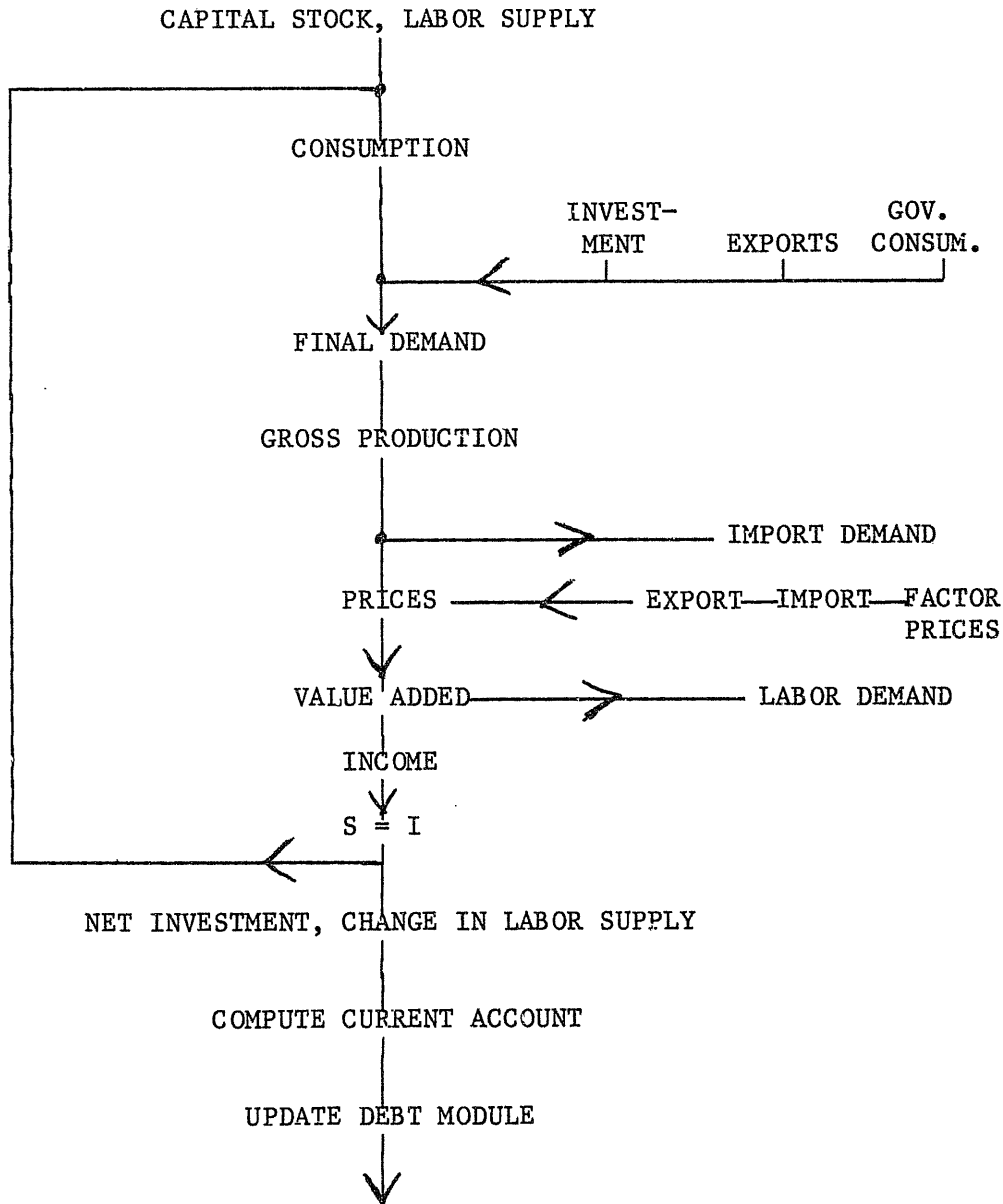 CAPITAL STOCK, LABOR SUPPLY
CONSUMPTION
INVEST-
MENT
EXPORTS
GOV.
CONSUM.
FINAL DEMAND
GROSS PRODUCTION
IMPORT DEMAND
PRICES
EXPORT
IMPORT
FACTOR
PRICES
VALUE ADDED
LABOR DEMAND
INCOME
S = I
NET INVESTMENT, CHANGE IN LABOR SUPPLY
COMPUTE CURRENT ACCOUNT
UPDATE DEBT MODULE